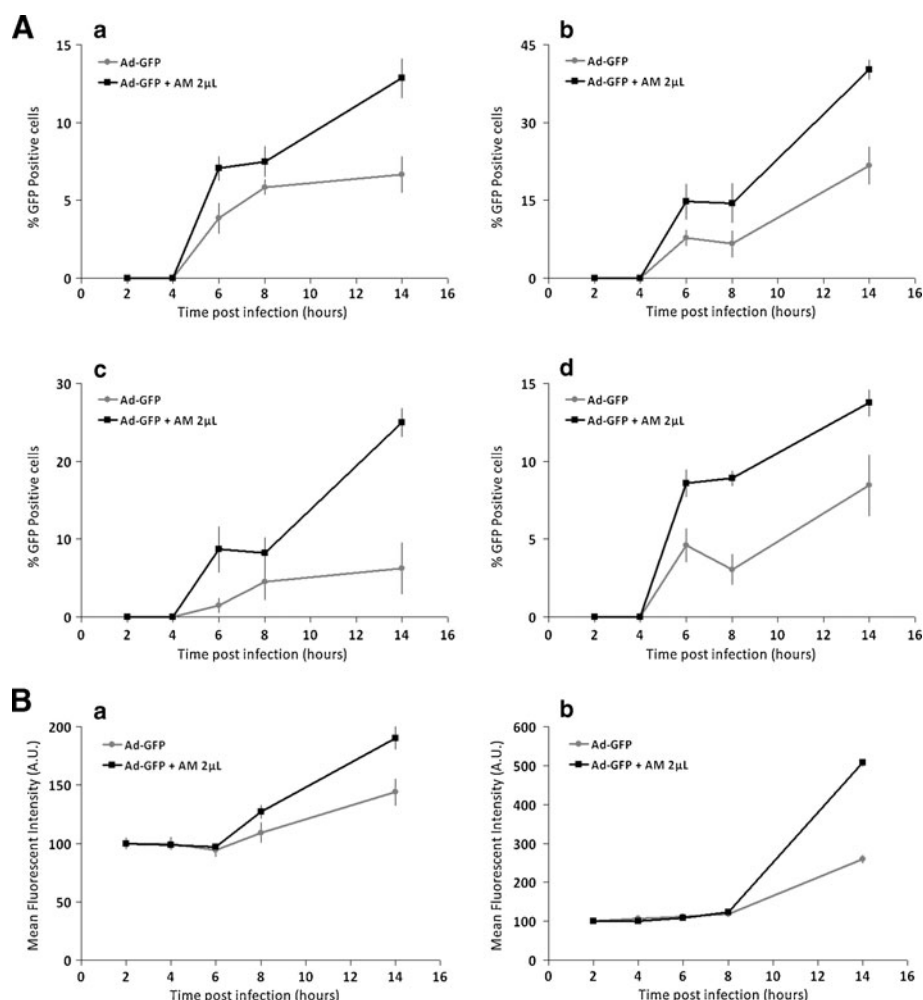 A
a
15
10
5
0
% GFP Positive cells
Ad-GFP
Ad-GFP + AM 2µL
0 2 4 6 8 10 12 14 16
Time post infection (hours)
b
45
30
15
0
% GFP Positive cells
Ad-GFP
Ad-GFP + AM 2µL
0 2 4 6 8 10 12 14 16
Time post infection (hours)
c
30
20
10
0
% GFP Positive cells
Ad-GFP
Ad-GFP + AM 2µL
0 2 4 6 8 10 12 14 16
Time post infection (hours)
d
15
10
5
0
% GFP Positive cells
Ad-GFP
Ad-GFP + AM 2µL
0 2 4 6 8 10 12 14 16
Time post infection (hours)
B
a
200
150
100
50
0
Mean Fluorescent Intensity (A.U.)
Ad-GFP
Ad-GFP + AM 2µL
0 2 4 6 8 10 12 14 16
Time post infection (hours)
b
600
500
400
300
200
100
0
Mean Fluorescent Intensity (A.U.)
Ad-GFP
Ad-GFP + AM 2µL
0 2 4 6 8 10 12 14 16
Time post infection (hours)